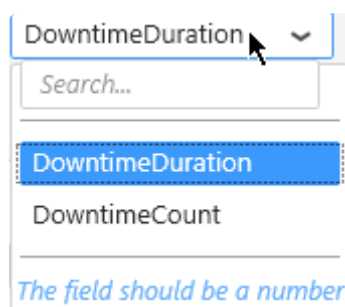 DowntimeDuration
Search...
DowntimeDuration
DowntimeCount
The field should be a number